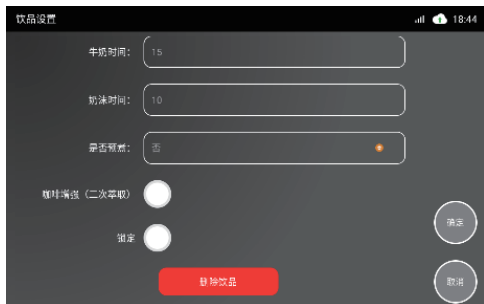 饮品设置
18:44
牛奶时间：
15
奶沫时间：
10
是否预煮：
否
咖啡增强（二次萃取）
锁定
确定
删除饮品
取消